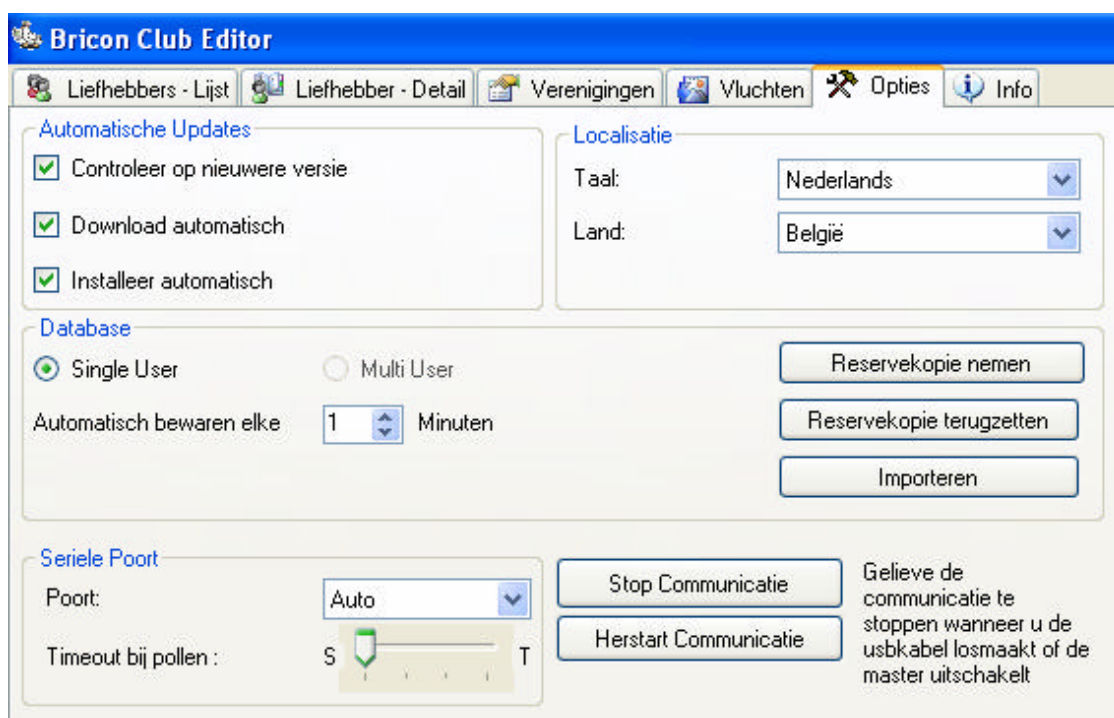 Bricon Club Editor
Liefhebbers - Lijst
Liefhebber - Detail
Verenigingen
Vluchten
Opties
Info
Automatische Updates
Controleer op nieuwere versie
Download automatisch
Installeer automatisch
Localisatie
Taal:
Nederlands
Land:
België
Database
Single User
Multi User
Automatisch bewaren elke
1
Minuten
Reservekopie nemen
Reservekopie terugzetten
Importeren
Seriele Poort
Poort:
Auto
Timeout bij pollen :
S
T
Stop Communicatie
Herstart Communicatie
Gelieve de
communicatie te
stoppen wanneer u de
usbkabel losmaakt of de
master uitschakelt